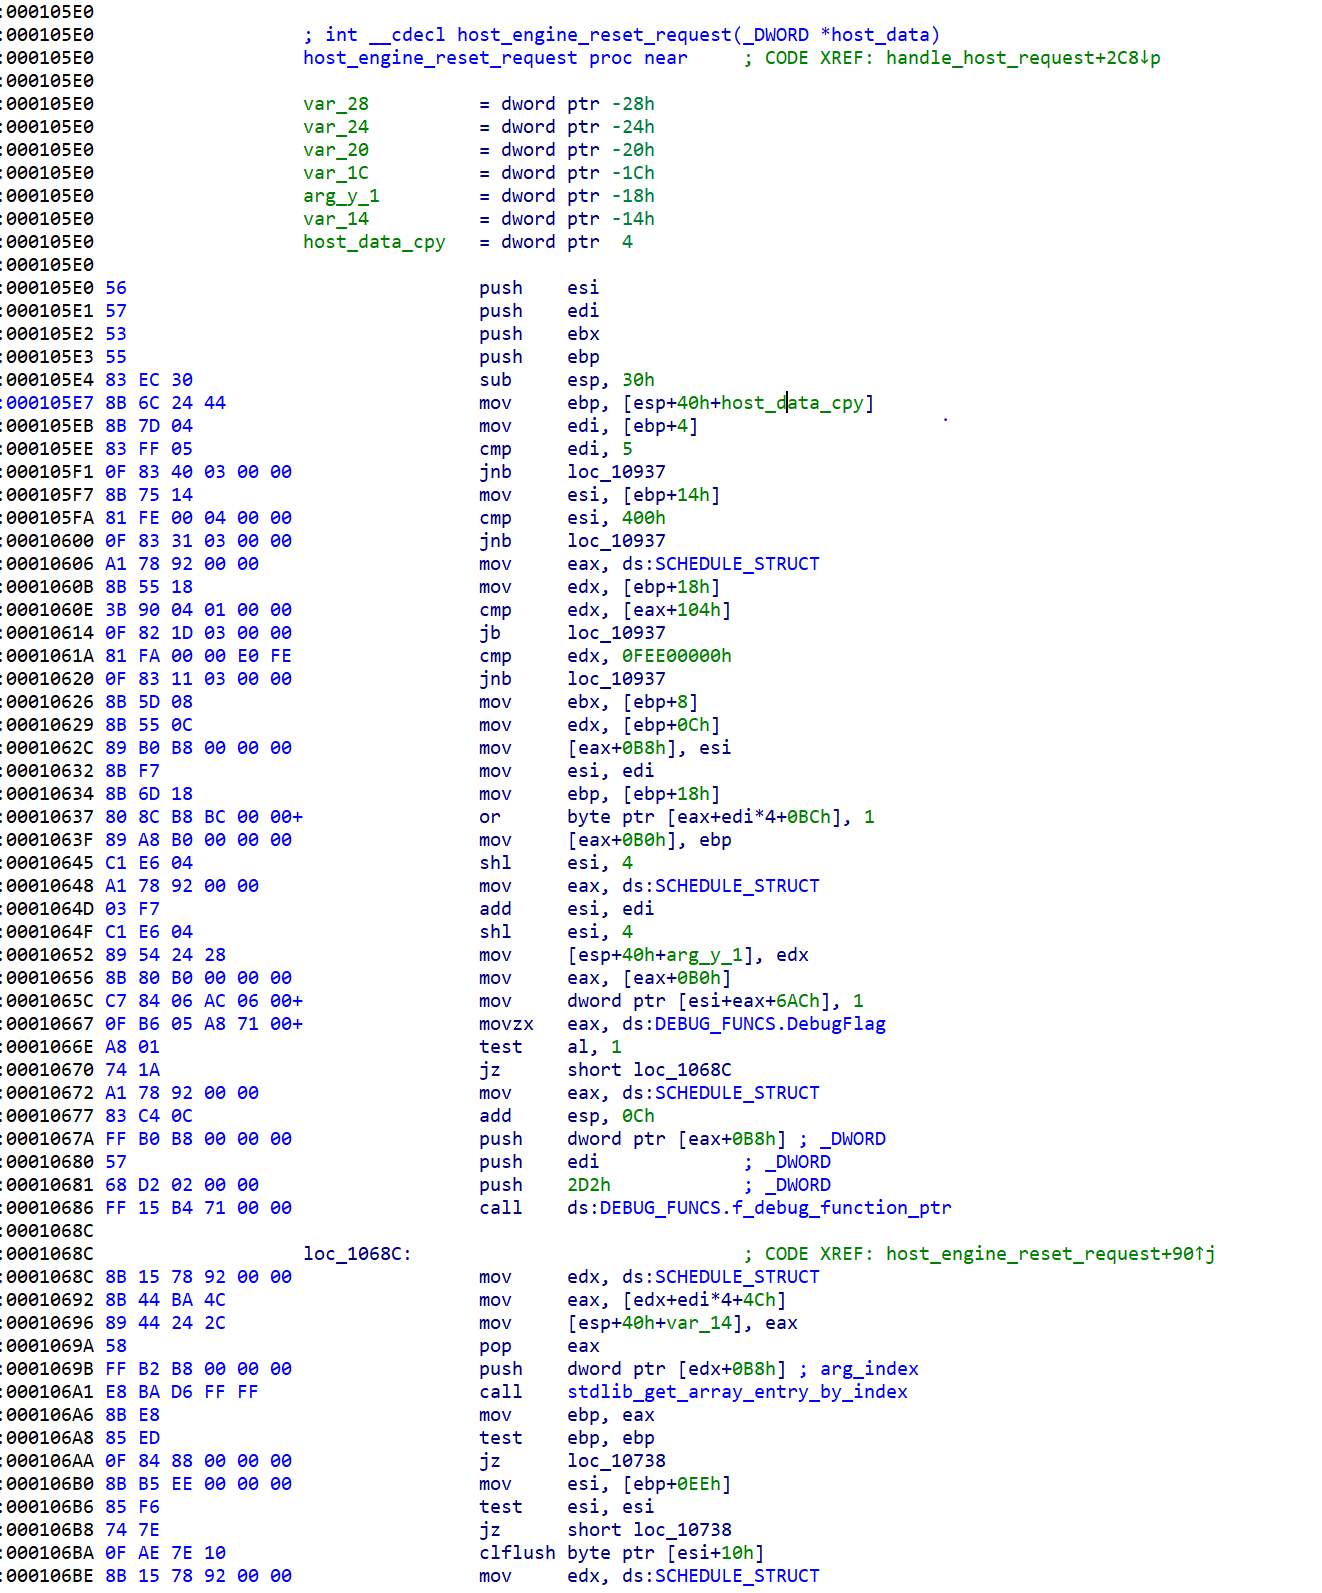 :000105E0
:000105E0 ; int __cdecl host_engine_reset_request(_DWORD *host_data)
:000105E0 host_engine_reset_request proc near ; CODE XREF: handle_host_request+2C8↓p
:000105E0
:000105E0 var_28 = dword ptr -28h
:000105E0 var_24 = dword ptr -24h
:000105E0 var_20 = dword ptr -20h
:000105E0 var_1C = dword ptr -1Ch
:000105E0 arg_y_1 = dword ptr -18h
:000105E0 var_14 = dword ptr -14h
:000105E0 host_data_cpy = dword ptr 4
:000105E0
:000105E0 56 push esi
:000105E1 57 push edi
:000105E2 53 push ebx
:000105E3 55 push ebp
:000105E4 83 EC 30 sub esp, 30h
:000105E7 8B 6C 24 44 mov ebp, [esp+40h+host_data_cpy]
:000105EB 8B 7D 04 mov edi, [ebp+4]
:000105EE 83 FF 05 cmp edi, 5
:000105F1 0F 83 40 03 00 00 jnb loc_10937
:000105F7 8B 75 14 mov esi, [ebp+14h]
:000105FA 81 FE 00 04 00 00 cmp esi, 400h
:00010600 0F 83 31 03 00 00 jnb loc_10937
:00010606 A1 78 92 00 00 mov eax, ds:SCHEDULE_STRUCT
:0001060B 8B 55 18 mov edx, [ebp+18h]
:0001060E 3B 90 04 01 00 00 cmp edx, [eax+104h]
:00010614 0F 82 1D 03 00 00 jb loc_10937
:0001061A 81 FA 00 00 E0 FE cmp edx, 0FEE00000h
:00010620 0F 83 11 03 00 00 jnb loc_10937
:00010626 8B 5D 08 mov ebx, [ebp+8]
:00010629 8B 55 0C mov edx, [ebp+0Ch]
:0001062C 89 B0 B8 00 00 00 mov [eax+0B8h], esi
:00010632 8B F7 mov esi, edi
:00010634 8B 6D 18 mov ebp, [ebp+18h]
:00010637 80 8C B8 BC 00 00+ or byte ptr [eax+edi*4+0BCh], 1
:0001063F 89 A8 B0 00 00 00 mov [eax+0B0h], ebp
:00010645 C1 E6 04 shl esi, 4
:00010648 A1 78 92 00 00 mov eax, ds:SCHEDULE_STRUCT
:0001064D 03 F7 add esi, edi
:0001064F C1 E6 04 shl esi, 4
:00010652 89 54 24 28 mov [esp+40h+arg_y_1], edx
:00010656 8B 80 B0 00 00 00 mov eax, [eax+0B0h]
:0001065C C7 84 06 AC 06 00+ mov dword ptr [esi+eax+6ACh], 1
:00010667 0F B6 05 A8 71 00+ movzx eax, ds:DEBUG_FUNCS.DebugFlag
:0001066E A8 01 test al, 1
:00010670 74 1A jz short loc_1068C
:00010672 A1 78 92 00 00 mov eax, ds:SCHEDULE_STRUCT
:00010677 83 C4 0C add esp, 0Ch
:0001067A FF B0 B8 00 00 00 push dword ptr [eax+0B8h] ; _DWORD
:00010680 57 push edi ; _DWORD
:00010681 68 D2 02 00 00 push 2D2h ; _DWORD
:00010686 FF 15 B4 71 00 00 call ds:DEBUG_FUNCS.f_debug_function_ptr
:0001068C
:0001068C loc_1068C: ; CODE XREF: host_engine_reset_request+90↑j
:0001068C 8B 15 78 92 00 00 mov edx, ds:SCHEDULE_STRUCT
:00010692 8B 44 BA 4C mov eax, [edx+edi*4+4Ch]
:00010696 89 44 24 2C mov [esp+40h+var_14], eax
:0001069A 58 pop eax
:0001069B FF B2 B8 00 00 00 push dword ptr [edx+0B8h] ; arg_index
:000106A1 E8 BA D6 FF FF call stdlib_get_array_entry_by_index
:000106A6 8B E8 mov ebp, eax
:000106A8 85 ED test ebp, ebp
:000106AA 0F 84 88 00 00 00 jz loc_10738
:000106B0 8B B5 EE 00 00 00 mov esi, [ebp+0EEh]
:000106B6 85 F6 test esi, esi
:000106B8 74 7E jz short loc_10738
:000106BA 0F AE 7E 10 clflush byte ptr [esi+10h]
:000106BE 8B 15 78 92 00 00 mov edx, ds:SCHEDULE_STRUCT